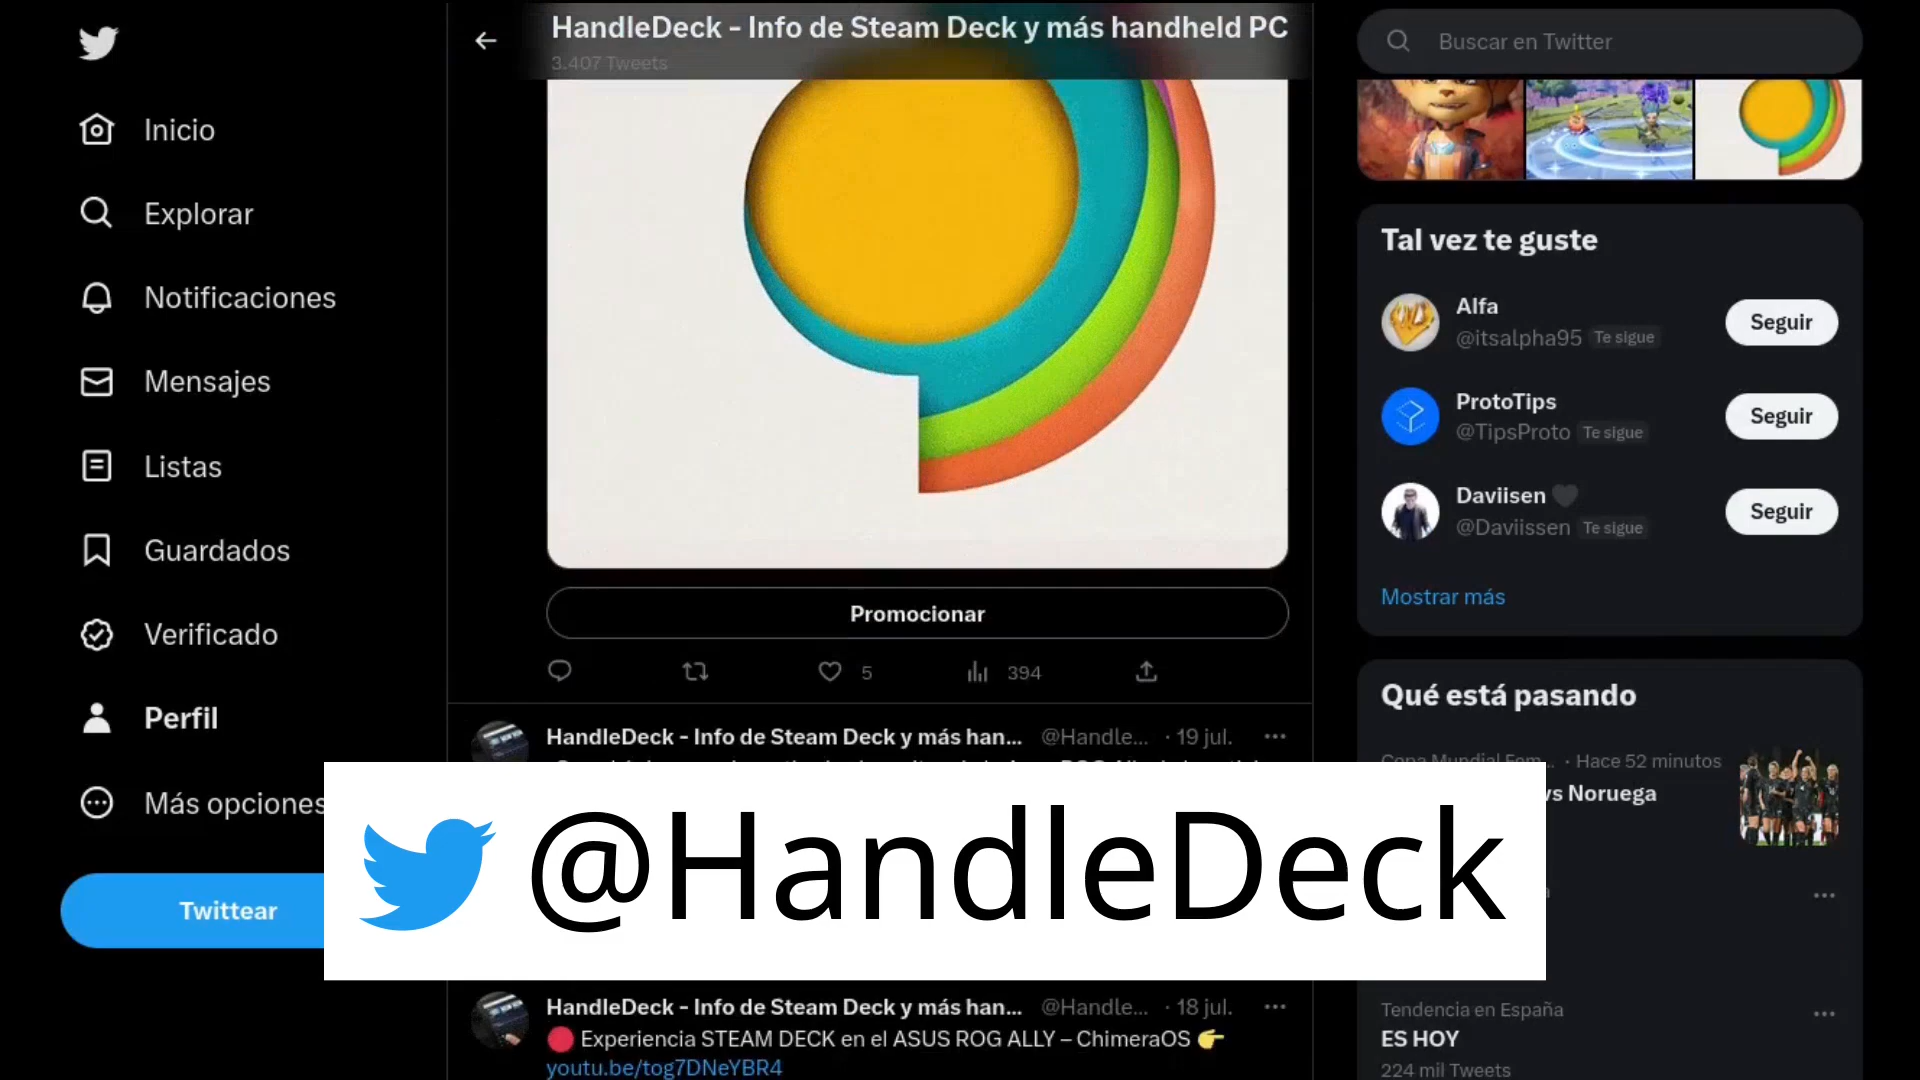 Inicio
Explorar
Notificaciones
Mensajes
Listas
Guardados
Verificado
Perfil
Más opciones
Twittear
HandleDeck - Info de Steam Deck y más handheld PC
3.407 Tweets
Promocionar
5
394
HandleDeck - Info de Steam Deck y más han... @Handle... · 19 jul.
@HandleDeck
HandleDeck - Info de Steam Deck y más han... @Handle... · 18 jul.
🔴 Experiencia STEAM DECK en el ASUS ROG ALLY – ChimeraOS 👉
youtu.be/tog7DNeYBR4
Buscar en Twitter
Tal vez te guste
Alfa
@itsalpha95 Te sigue
Seguir
ProtoTips
@TipsProto Te sigue
Seguir
Daviisen 🖤
@Daviissen Te sigue
Seguir
Mostrar más
Qué está pasando
Copa Mundial Fem... · Hace 52 minutos
vs Noruega
Tendencia en España
ES HOY
224 mil Tweets